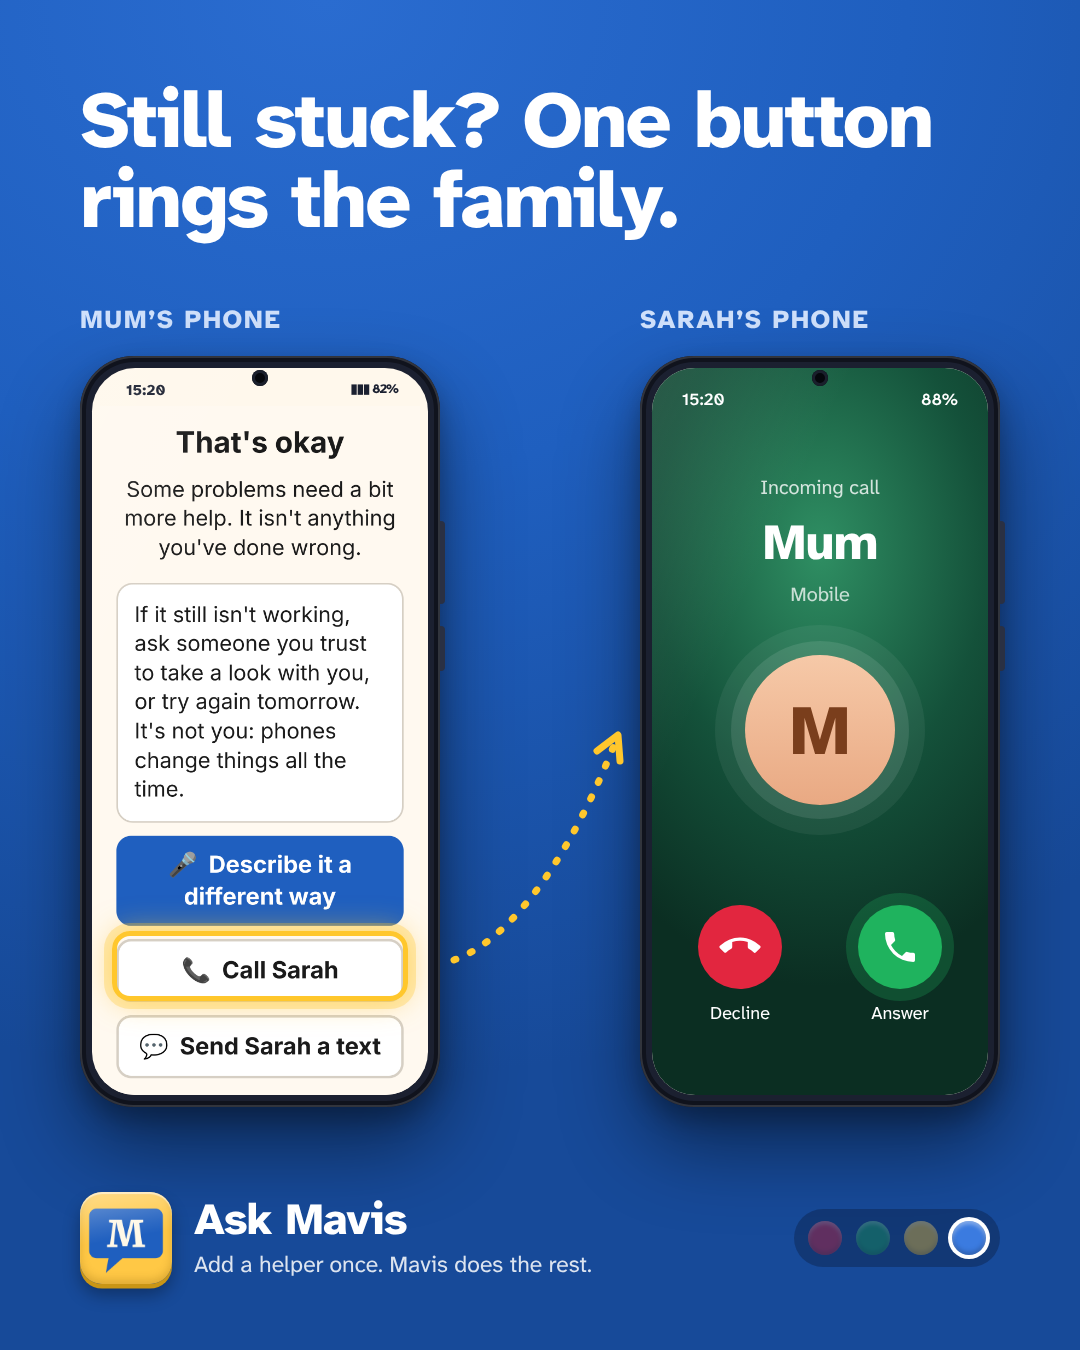 Still stuck? One button
rings the family.
MUM’S PHONE
15:20
82%
That's okay
Some problems need a bit
more help. It isn't anything
you've done wrong.
If it still isn't working,
ask someone you trust
to take a look with you,
or try again tomorrow.
It's not you: phones
change things all the
time.
Describe it a
different way
Call Sarah
Send Sarah a text
SARAH’S PHONE
15:20
88%
Incoming call
Mum
Mobile
M
Decline
Answer
M
Ask Mavis
Add a helper once. Mavis does the rest.